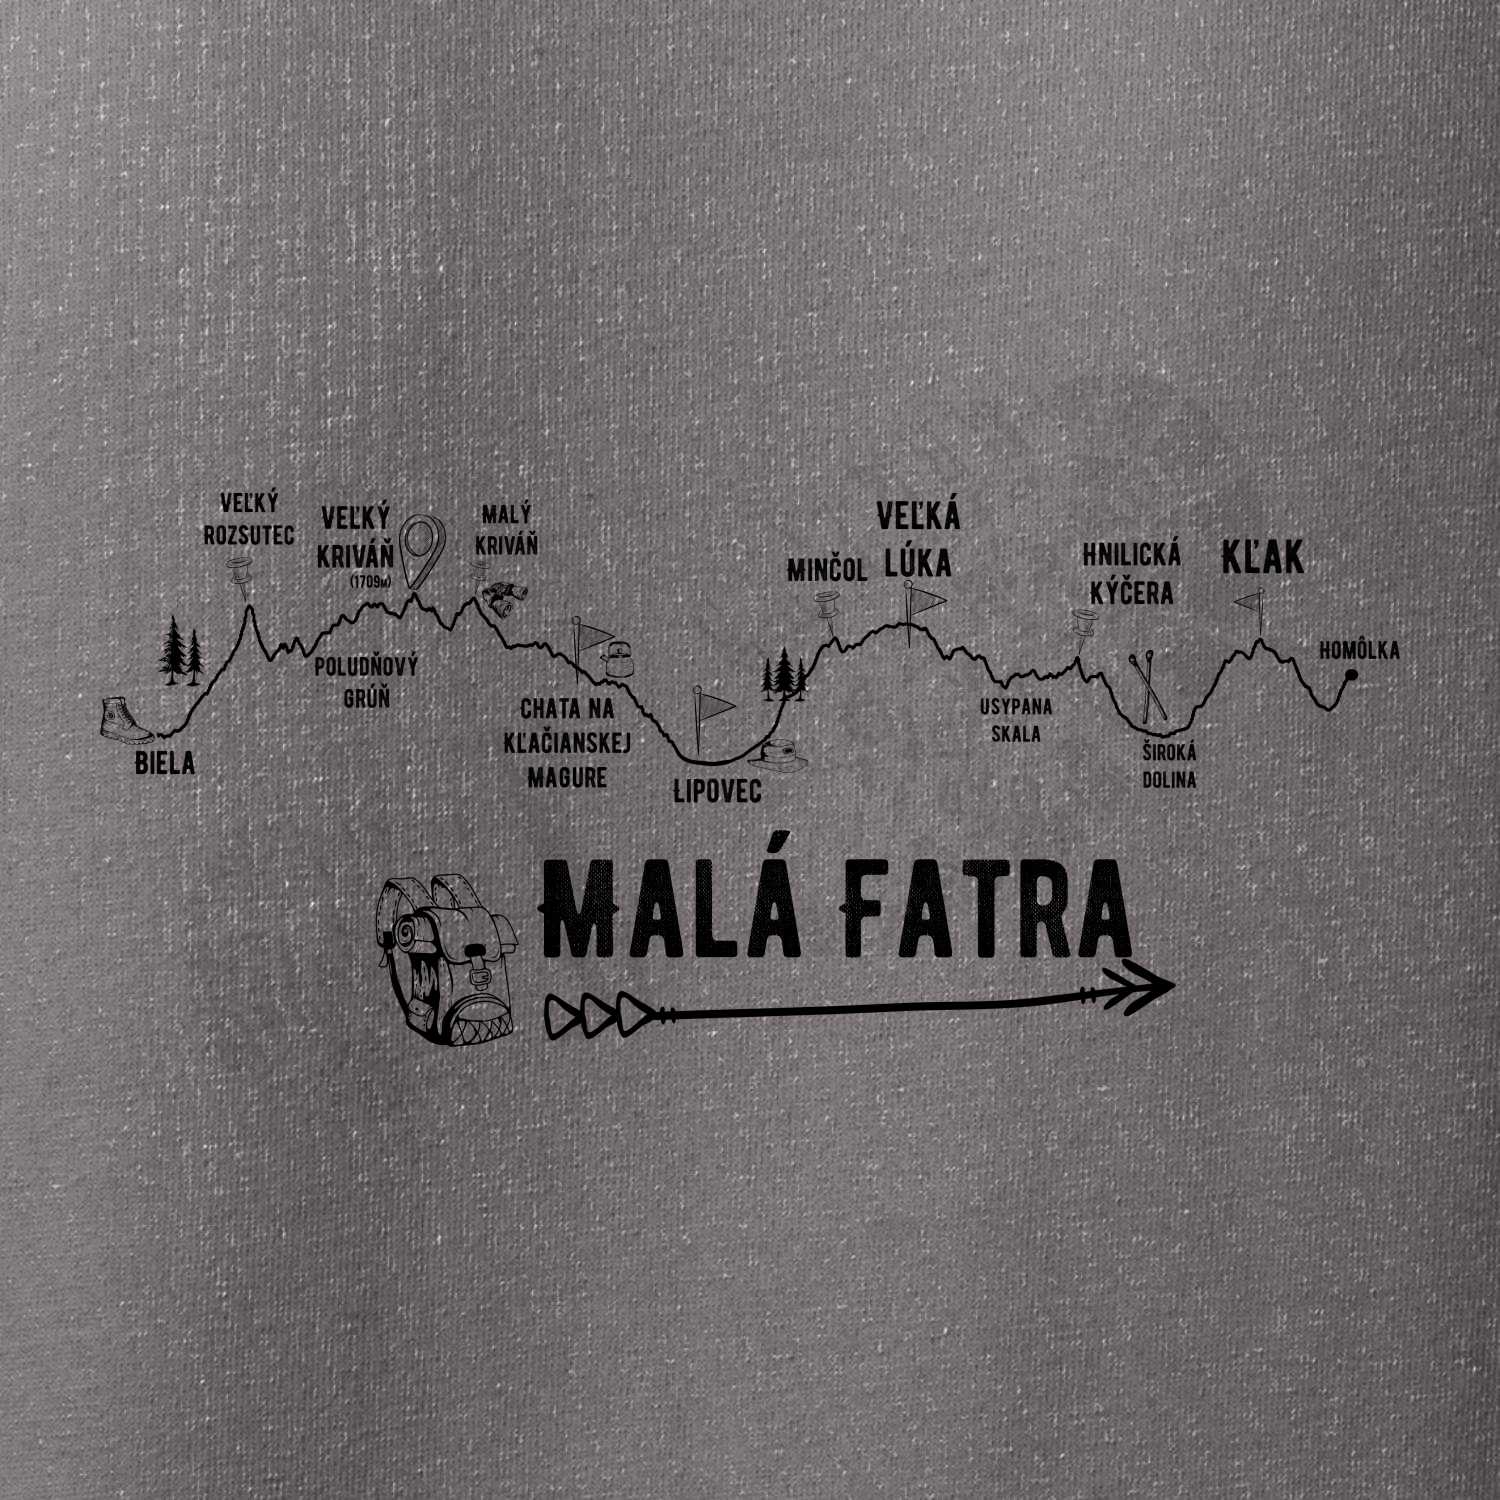 VEĽKÝ
ROZSUTEC
VEĽKÝ
KRIVÁŇ
(1709M)
MALÝ
KRIVÁŇ
POLUDŇOVÝ
GRÚŇ
BIELA
CHATA NA
KĽAČIANSKEJ
MAGURE
LIPOVEC
MINČOL
VEĽKÁ
LÚKA
USYPANA
SKALA
HNILICKÁ
KÝČERA
ŠIROKÁ
DOLINA
KĽAK
HOMÔLKA
MALÁ FATRA